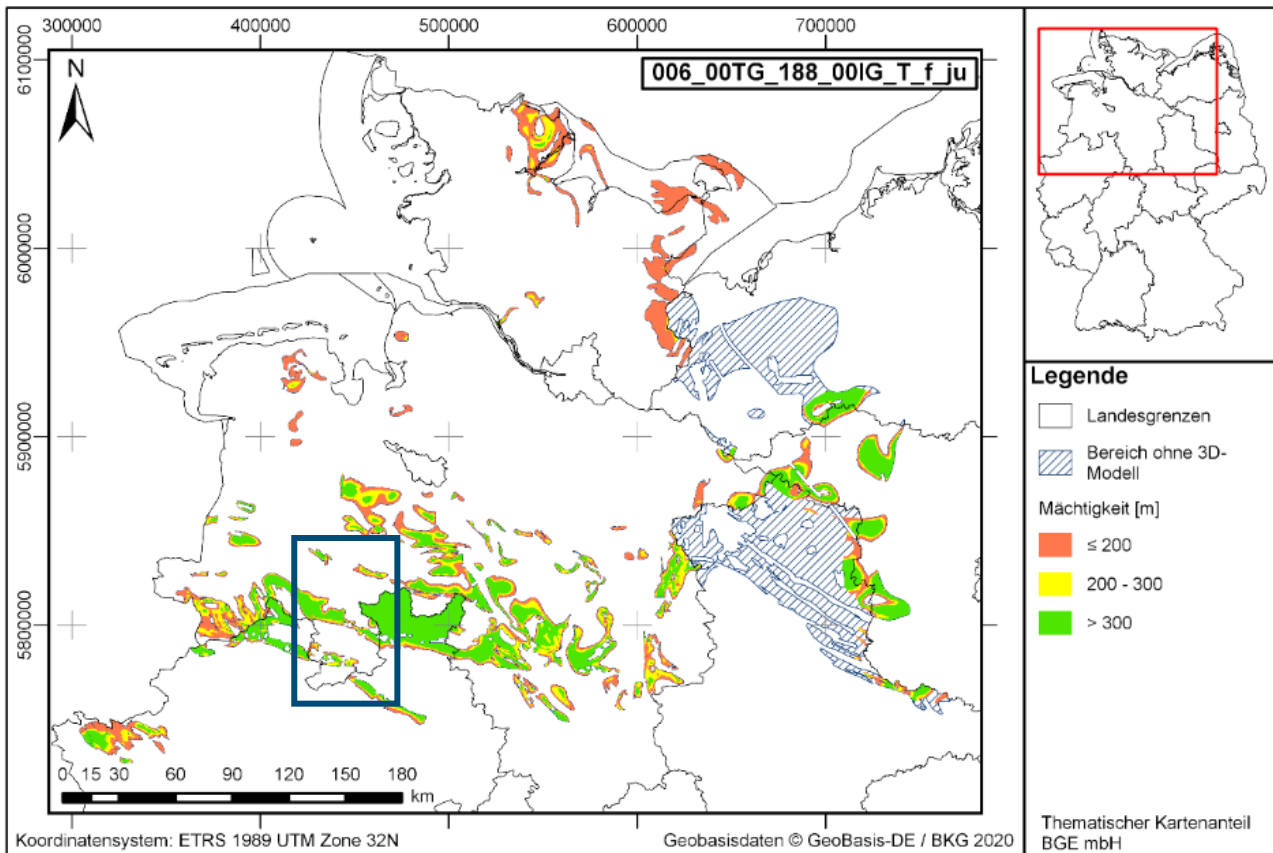 300000 400000 500000 600000 700000
6100000
6000000
5900000
5800000
N
006_00TG_188_00IG_T_f_ju
0 15 30 60 90 120 150 180
km
Koordinatensystem: ETRS 1989 UTM Zone 32N
Geobasisdaten © GeoBasis-DE / BKG 2020
Legende
Landesgrenzen
Bereich ohne 3D-
Modell
Mächtigkeit [m]
≤ 200
200 - 300
> 300
Thematischer Kartenanteil
BGE mbH